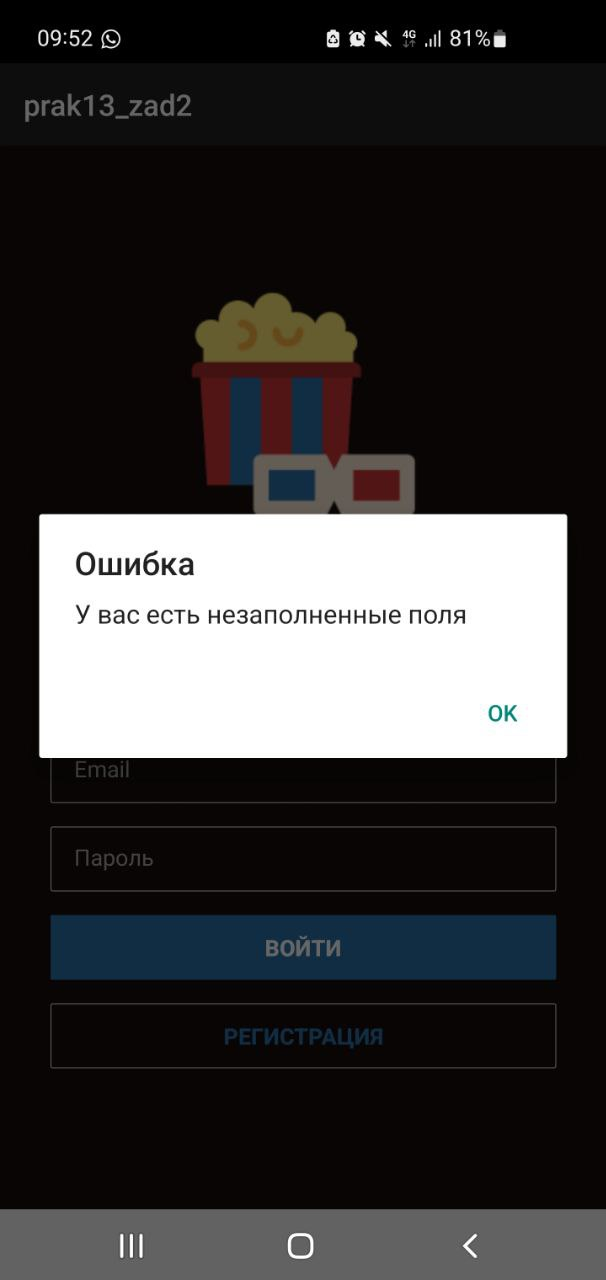 09:52 4G 81%
prak13_zad2
Ошибка
У вас есть незаполненные поля
OK
Email
Пароль
ВОЙТИ
РЕГИСТРАЦИЯ